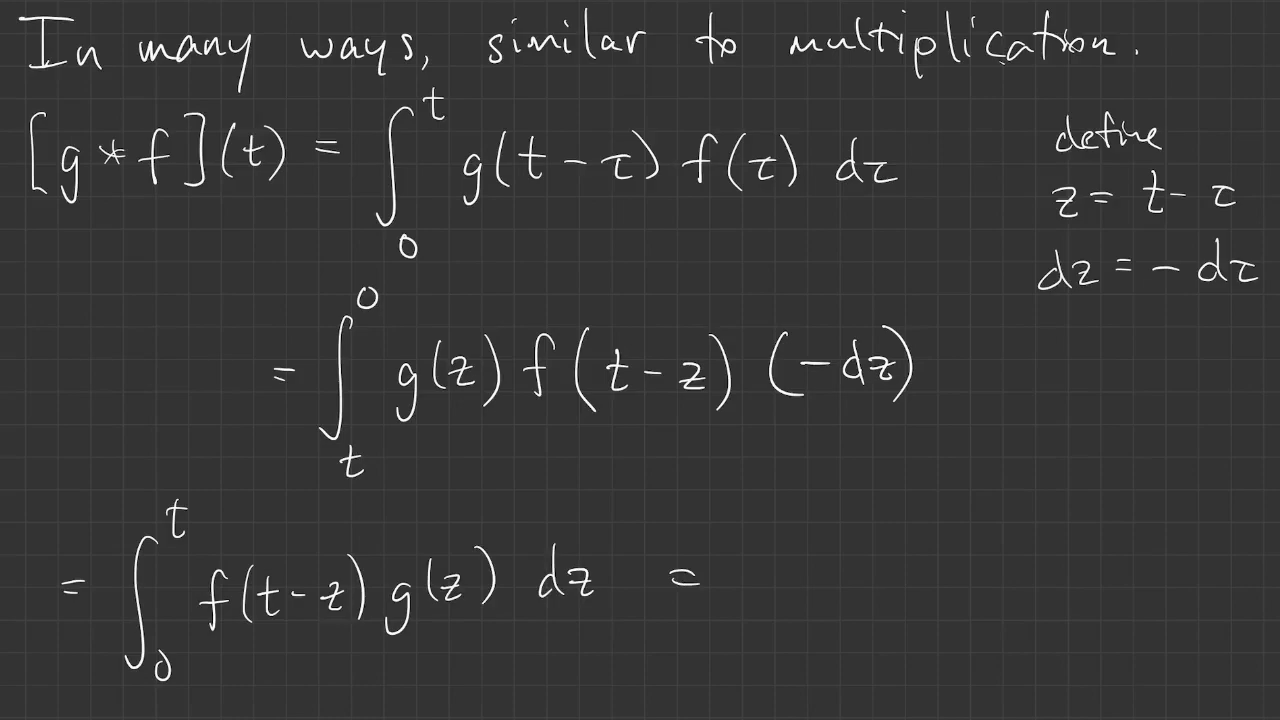 In many ways, similar to multiplication.
[g * f](t) = ∫₀ᵗ g(t - τ) f(τ) dτ
define
z = t - τ
dz = - dτ
= ∫ₜ⁰ g(z) f(t - z) (-dz)
= ∫₀ᵗ f(t-z) g(z) dz =